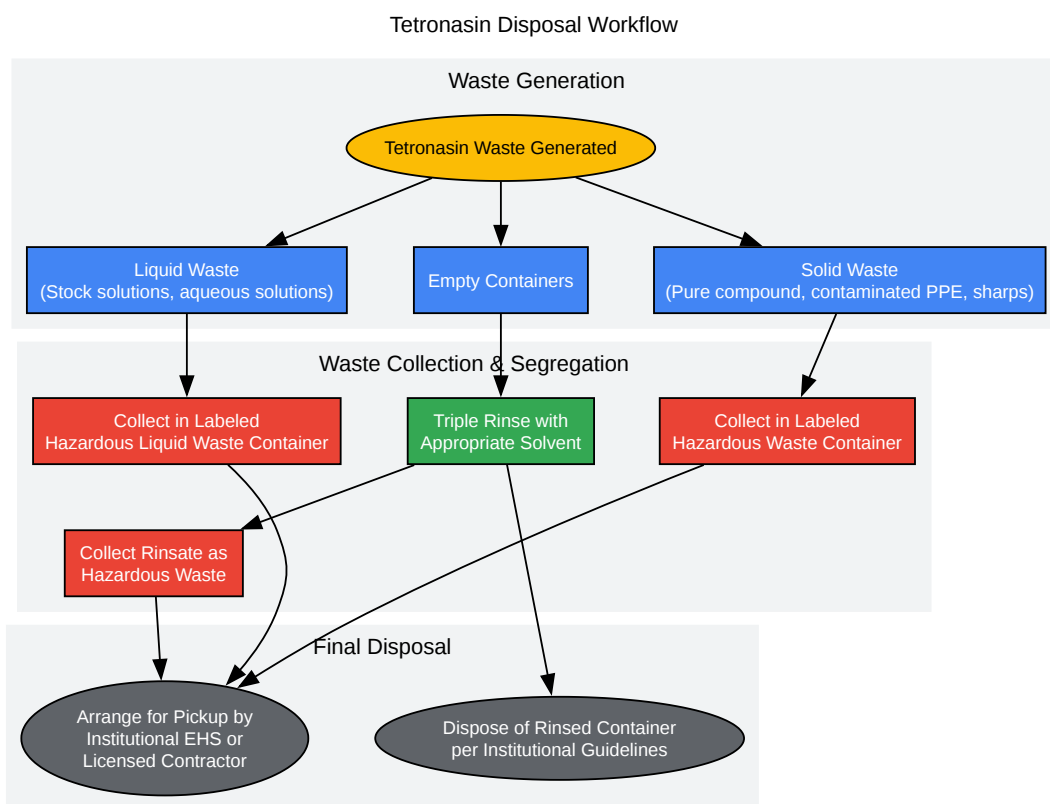 Tetronasin Disposal Workflow
Waste Generation
Tetronasin Waste Generated
Liquid Waste
(Stock solutions, aqueous solutions)
Empty Containers
Solid Waste
(Pure compound, contaminated PPE, sharps)
Waste Collection & Segregation
Collect in Labeled
Hazardous Liquid Waste Container
Triple Rinse with
Appropriate Solvent
Collect in Labeled
Hazardous Waste Container
Collect Rinsate as
Hazardous Waste
Final Disposal
Arrange for Pickup by
Institutional EHS or
Licensed Contractor
Dispose of Rinsed Container
per Institutional Guidelines